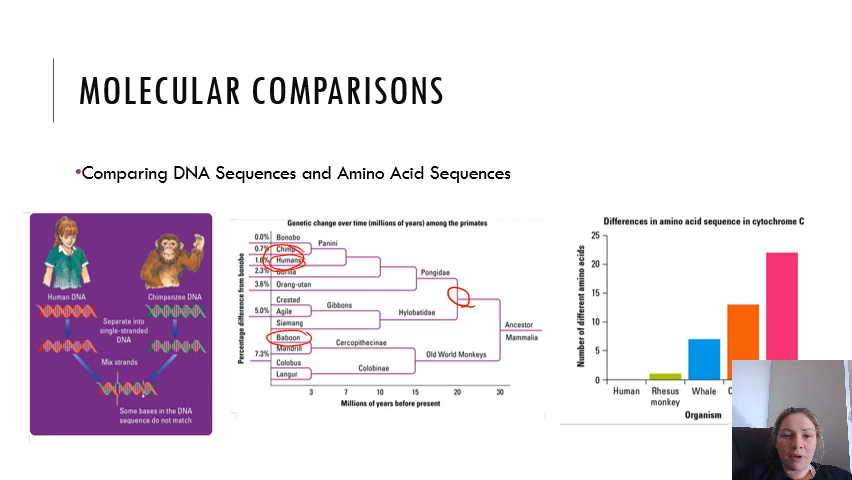 MOLECULAR COMPARISONS
•Comparing DNA Sequences and Amino Acid Sequences
Human DNA
Chimpanzee DNA
Separate into
single-stranded
DNA
Mix strands
Some bases in the DNA
sequence do not match
Genetic change over time (millions of years) among the primates
Percentage difference from bonobo
0.0% Bonobo
Panini
0.7% Chimp
1.6% Humans
2.3% Gorilla
Pongidae
3.6% Orang-utan
Crested
5.0% Agile
Gibbons
Hylobatidae
Siamang
Ancestor
Baboon
Mammalia
Cercopithecinae
Mandrill
7.3%
Old World Monkeys
Colobus
Colobinae
Langur
3 7 10 15 20 30
Millions of years before present
Differences in amino acid sequence in cytochrome C
Number of different amino acids
25
20
15
10
5
0
Human
Rhesus
monkey
Whale
Organism